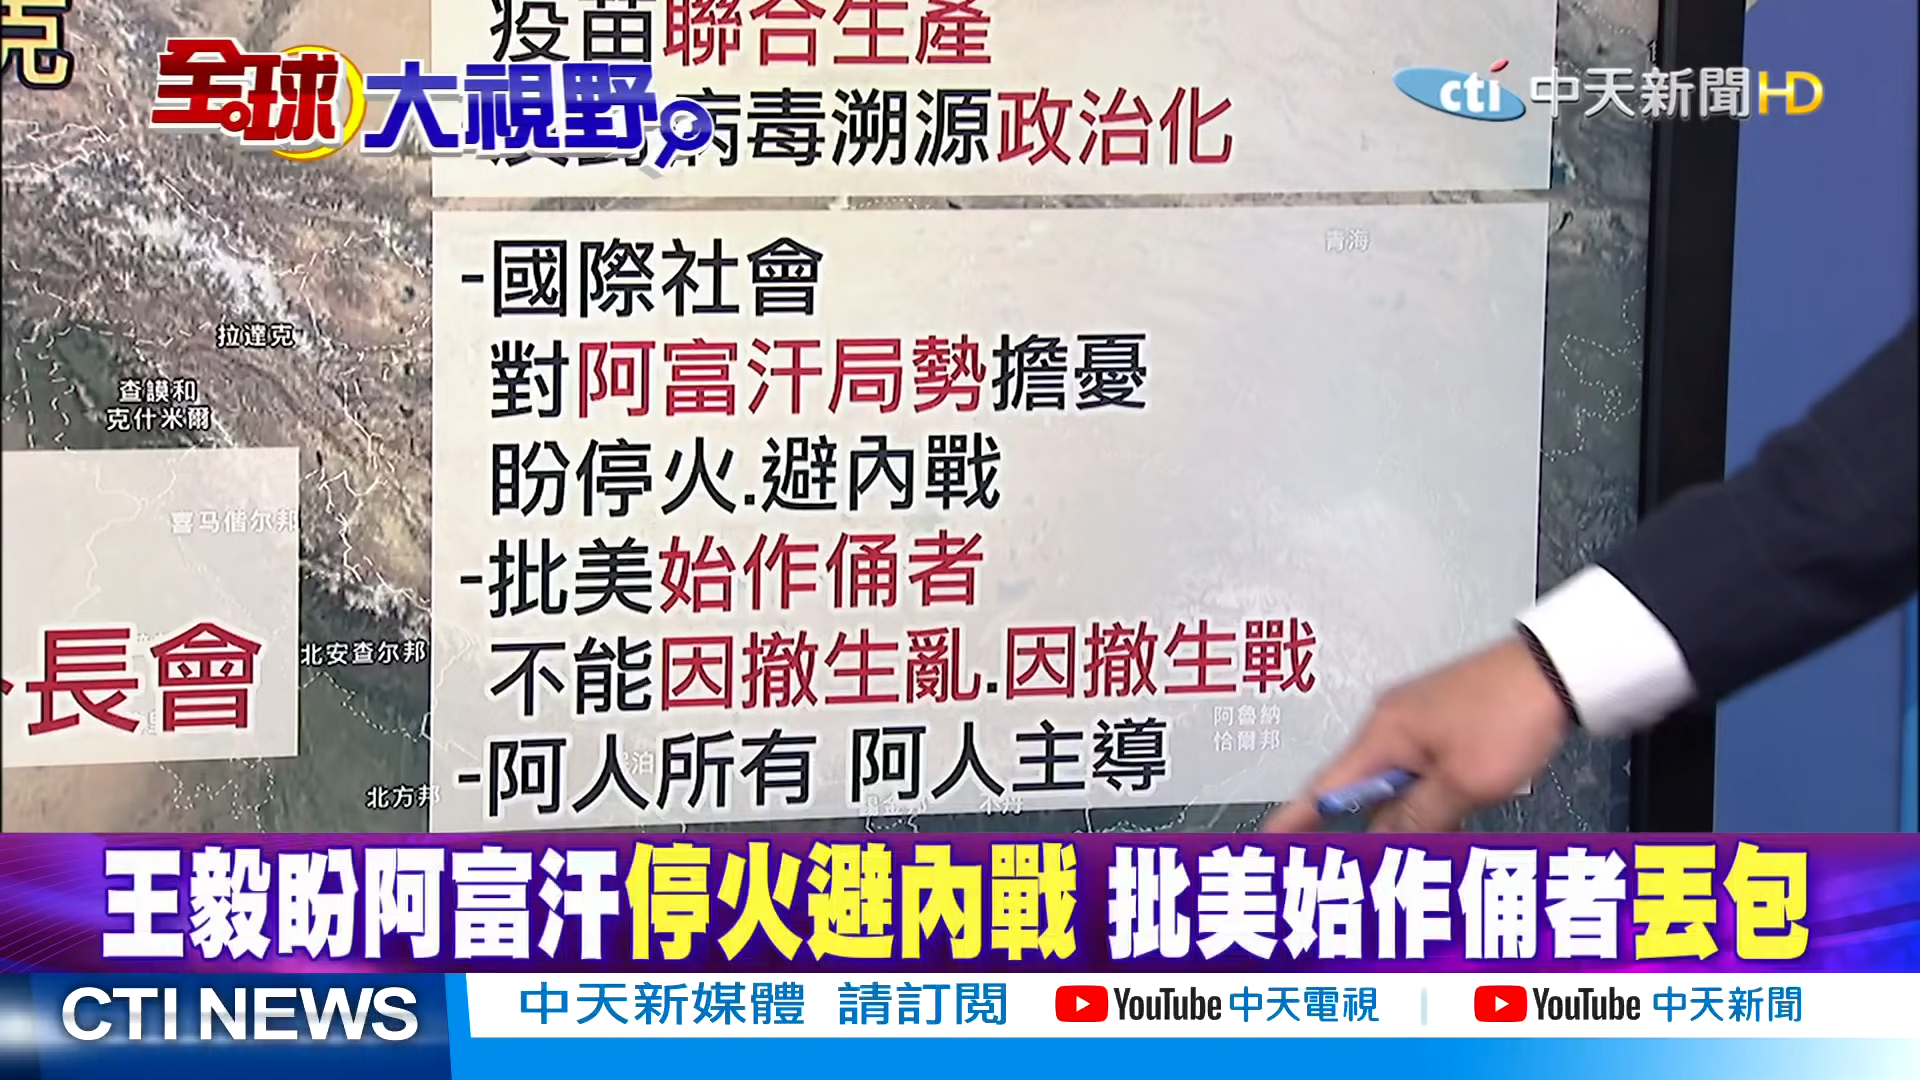 克
疫苗聯合生產
全球大視野
病毒溯源政治化
cti 中天新聞HD
-國際社會
對阿富汗局勢擔憂
盼停火.避內戰
-批美始作俑者
不能因撤生亂.因撤生戰
-阿人所有 阿人主導
青海
拉達克
查謨和
克什米爾
喜马偕尔邦
長會
北安查尔邦
北方邦
阿魯納
恰爾邦
不丹
王毅盼阿富汗停火避內戰 批美始作俑者丟包
CTI NEWS
中天新媒體 請訂閱 YouTube 中天電視 | YouTube 中天新聞